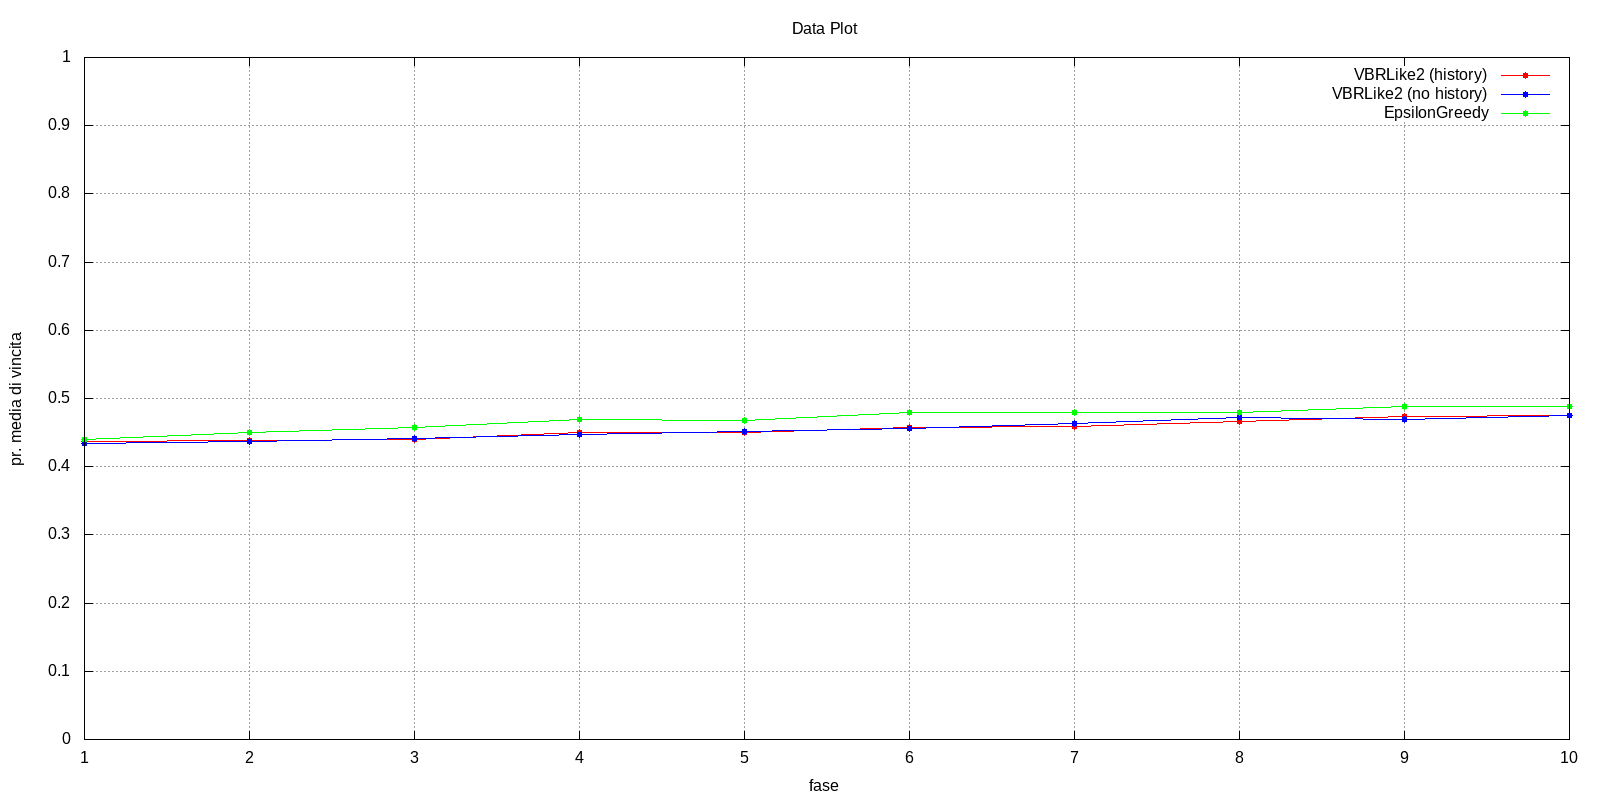 Data Plot
1
VBRLike2 (history)
VBRLike2 (no history)
EpsilonGreedy
0.9
0.8
0.7
0.6
0.5
0.4
0.3
0.2
0.1
0
pr. media di vincita
1 2 3 4 5 6 7 8 9 10
fase